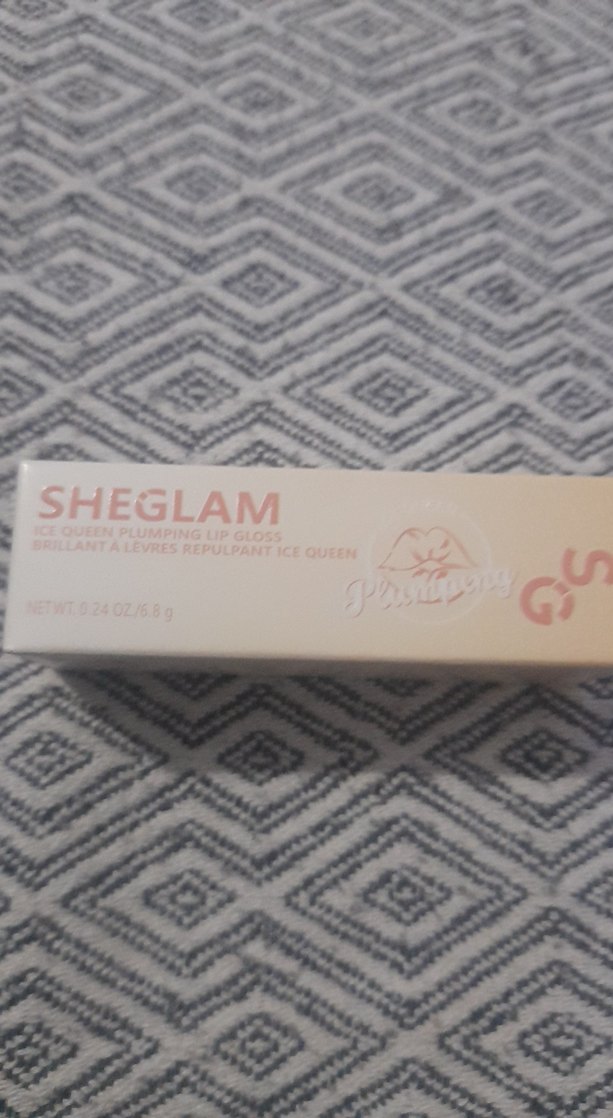 SHEGLAM
ICE QUEEN PLUMPING LIP GLOSS
BRILLANT À LÈVRES REPULPANT ICE QUEEN
NET WT. 0.24 OZ./6.8 g
Plumping
SG